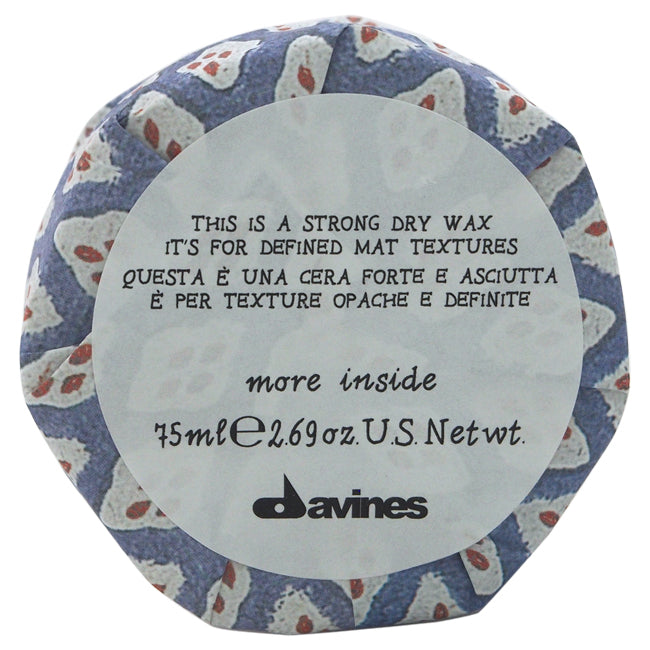 THIS IS A STRONG DRY WAX
IT'S FOR DEFINED MAT TEXTURES
QUESTA È UNA CERA FORTE E ASCIUTTA
È PER TEXTURE OPACHE E DEFINITE
more inside
75ml℮2.69oz.U.S.Netwt.
davines